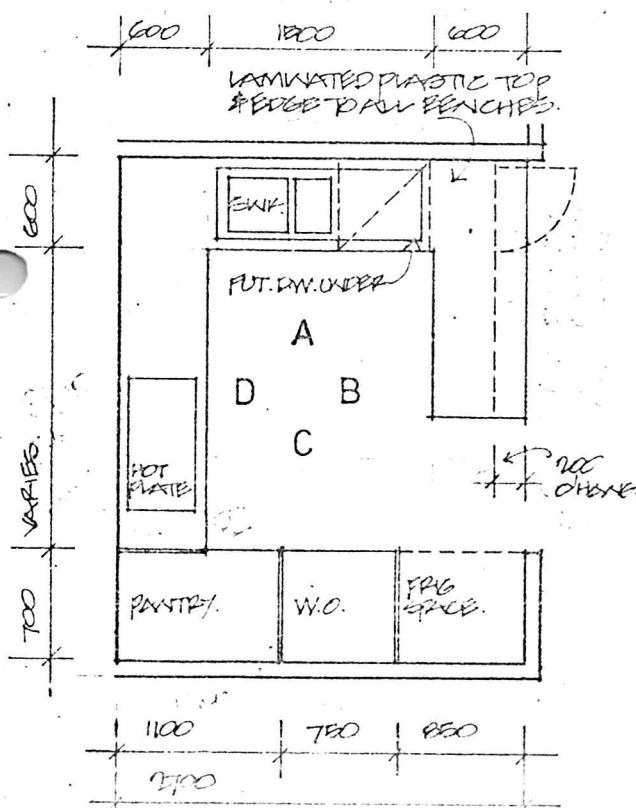 600 1800 600
LAMINATED PLASTIC TOP
& EDGE TO ALL BENCHES.
600
SINK
FUT. DW. UNDER
A
D B
C
HOT
PLATE
VARIES.
200
O'HANG
700
PANTRY. W.O. FRIG
SPACE.
1100 750 850
2700